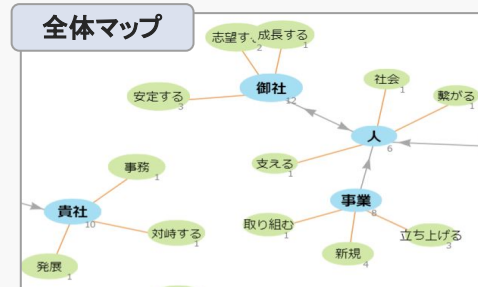 全体マップ
志望す、
2
成長する
1
御社
12
安定する
3
社会
1
繋がる
1
人
6
支える
1
事務
1
貴社
10
対峙する
1
発展
1
事業
8
取り組む
1
新規
4
立ち上げる
3